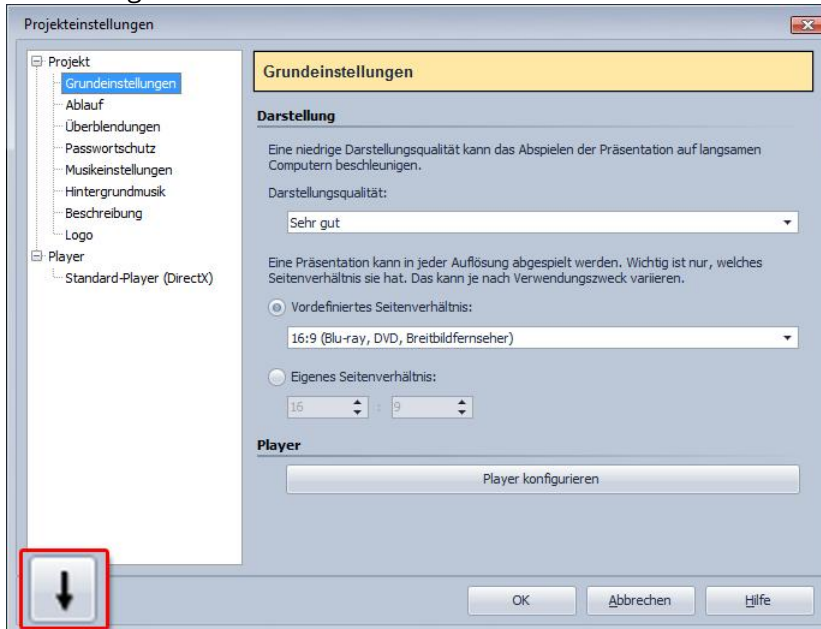 Projekteinstellungen
Projekt
Grundeinstellungen
Ablauf
Überblendungen
Passwortschutz
Musikeinstellungen
Hintergrundmusik
Beschreibung
Logo
Player
Standard-Player (DirectX)
Grundeinstellungen
Darstellung
Eine niedrige Darstellungsqualität kann das Abspielen der Präsentation auf langsamen
Computern beschleunigen.
Darstellungsqualität:
Sehr gut
Eine Präsentation kann in jeder Auflösung abgespielt werden. Wichtig ist nur, welches
Seitenverhältnis sie hat. Das kann je nach Verwendungszweck variieren.
Vordefiniertes Seitenverhältnis:
16:9 (Blu-ray, DVD, Breitbildfernseher)
Eigenes Seitenverhältnis:
16 : 9
Player
Player konfigurieren
OK Abbrechen Hilfe